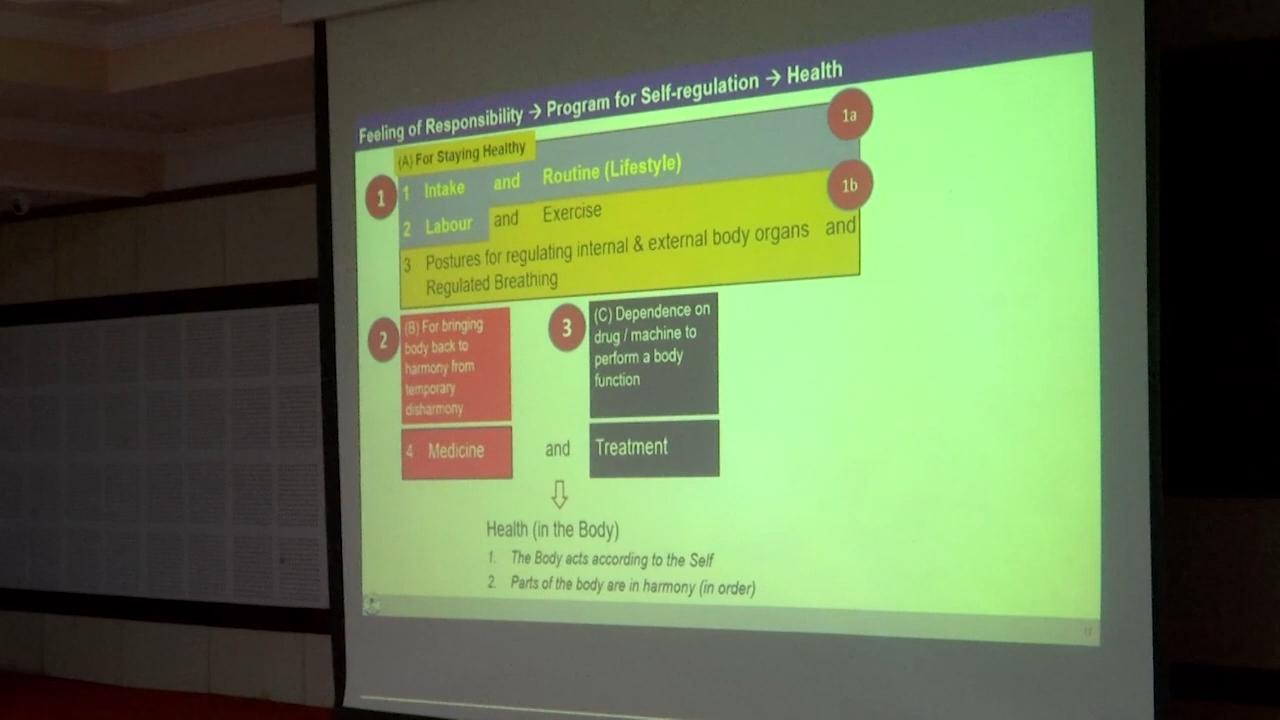 Feeling of Responsibility → Program for Self-regulation → Health
(A) For Staying Healthy
1a
1
1 Intake and Routine (Lifestyle)
1b
2 Labour and Exercise
3 Postures for regulating internal & external body organs and
Regulated Breathing
2
(B) For bringing
body back to
harmony from
temporary
disharmony
3
(C) Dependence on
drug / machine to
perform a body
function
4 Medicine and Treatment
Health (in the Body)
1. The Body acts according to the Self
2. Parts of the body are in harmony (in order)